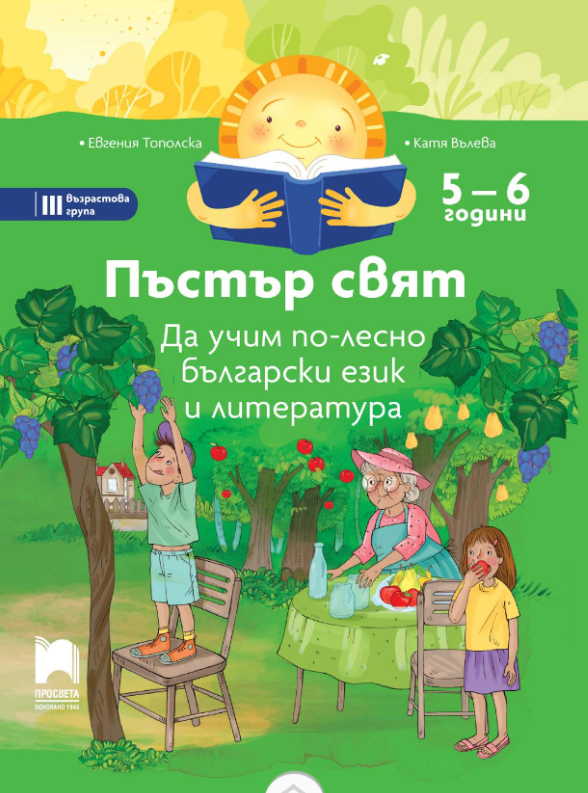 • Евгения Тополска
• Катя Вълева
III възрастова
група
5 – 6
години
Пъстър свят
Да учим по-лесно
български език
и литература
ПРОСВЕТА
ОСНОВАНО 1945